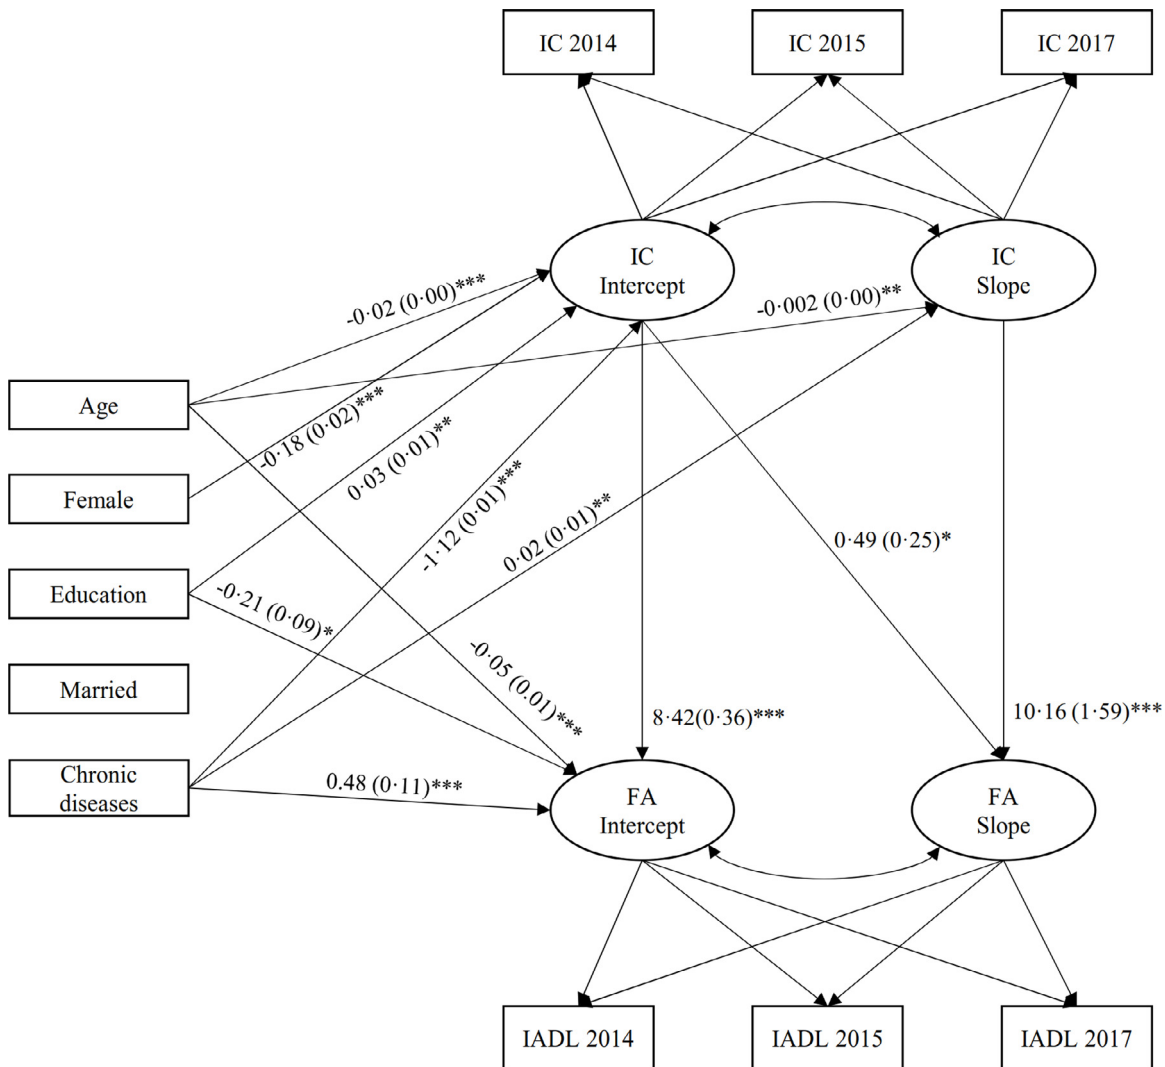 IC 2014
IC 2015
IC 2017
IC
Intercept
IC
Slope
-0·02 (0·00)***
-0·002 (0·00)**
Age
-0·18 (0·02)***
Female
0·03 (0·01)**
-1·12 (0·01)***
0·02 (0·01)**
0·49 (0·25)*
Education
-0·21 (0·09)*
-0·05 (0.01)***
Married
8·42(0·36)***
10·16 (1·59)***
Chronic
diseases
0.48 (0·11)***
FA
Intercept
FA
Slope
IADL 2014
IADL 2015
IADL 2017